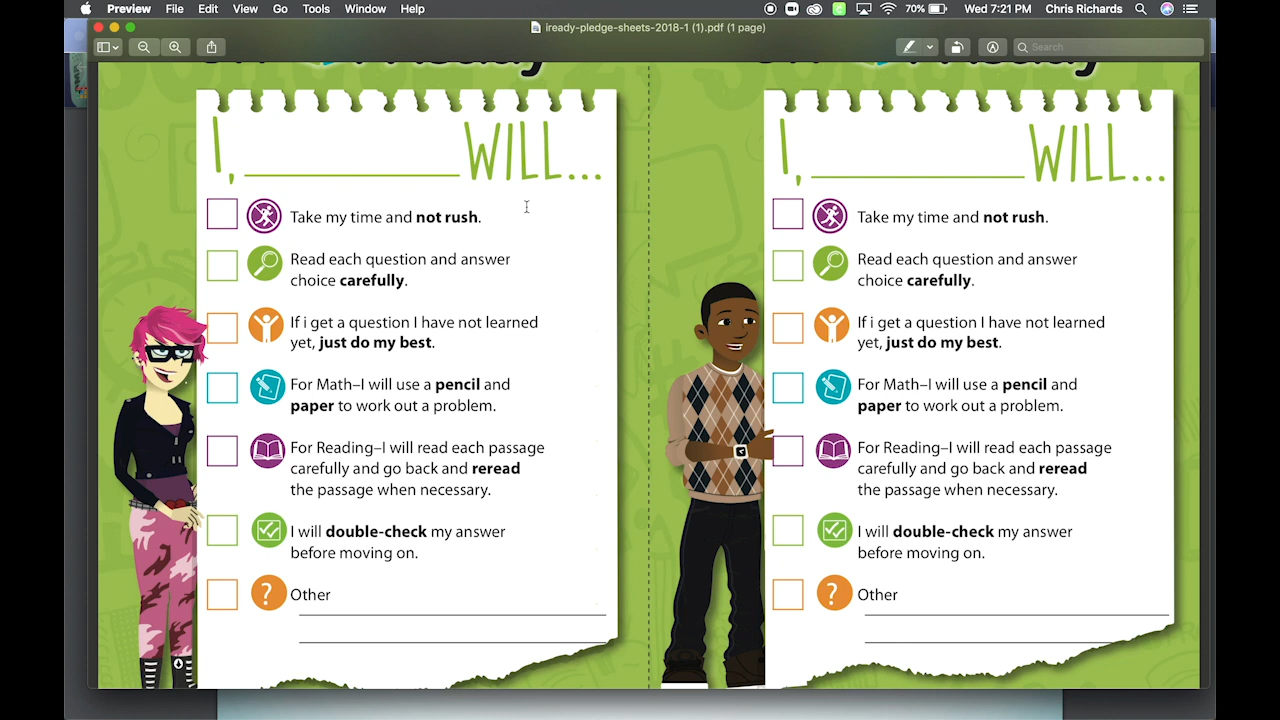 Preview File Edit View Go Tools Window Help 70% Wed 7:21 PM Chris Richards
iready-pledge-sheets-2018-1 (1).pdf (1 page)
Search
I, WILL...
Take my time and not rush.
Read each question and answer
choice carefully.
If i get a question I have not learned
yet, just do my best.
For Math–I will use a pencil and
paper to work out a problem.
For Reading–I will read each passage
carefully and go back and reread
the passage when necessary.
I will double-check my answer
before moving on.
? Other
I, WILL...
Take my time and not rush.
Read each question and answer
choice carefully.
If i get a question I have not learned
yet, just do my best.
For Math–I will use a pencil and
paper to work out a problem.
For Reading–I will read each passage
carefully and go back and reread
the passage when necessary.
I will double-check my answer
before moving on.
? Other